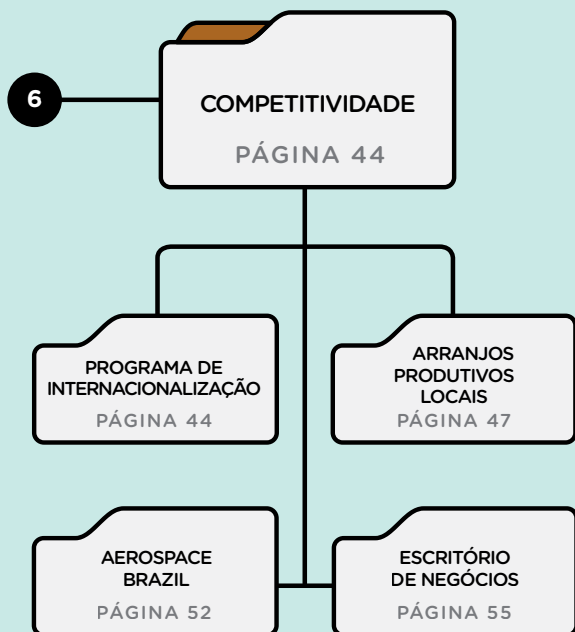 6
COMPETITIVIDADE
PÁGINA 44
PROGRAMA DE
INTERNACIONALIZAÇÃO
PÁGINA 44
ARRANJOS
PRODUTIVOS
LOCAIS
PÁGINA 47
AEROSPACE
BRAZIL
PÁGINA 52
ESCRITÓRIO
DE NEGÓCIOS
PÁGINA 55